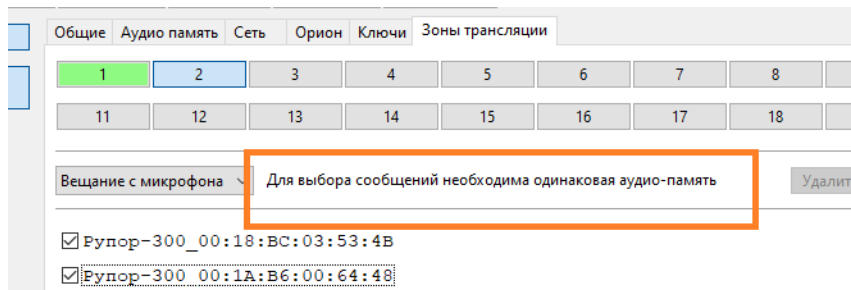 Общие Аудио память Сеть Орион Ключи Зоны трансляции
1 2 3 4 5 6 7 8
11 12 13 14 15 16 17 18
Вещание с микрофона Для выбора сообщений необходима одинаковая аудио-память Удалит
Рупор-300_00:18:BC:03:53:4B
Рупор-300_00:1A:B6:00:64:48